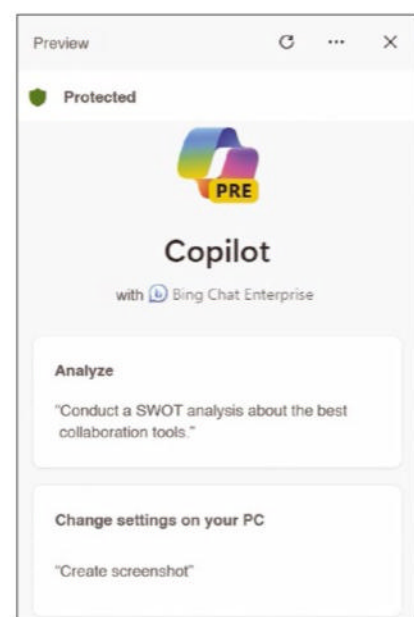 Preview
Protected
PRE
Copilot
with Bing Chat Enterprise
Analyze
"Conduct a SWOT analysis about the best
collaboration tools."
Change settings on your PC
"Create screenshot"